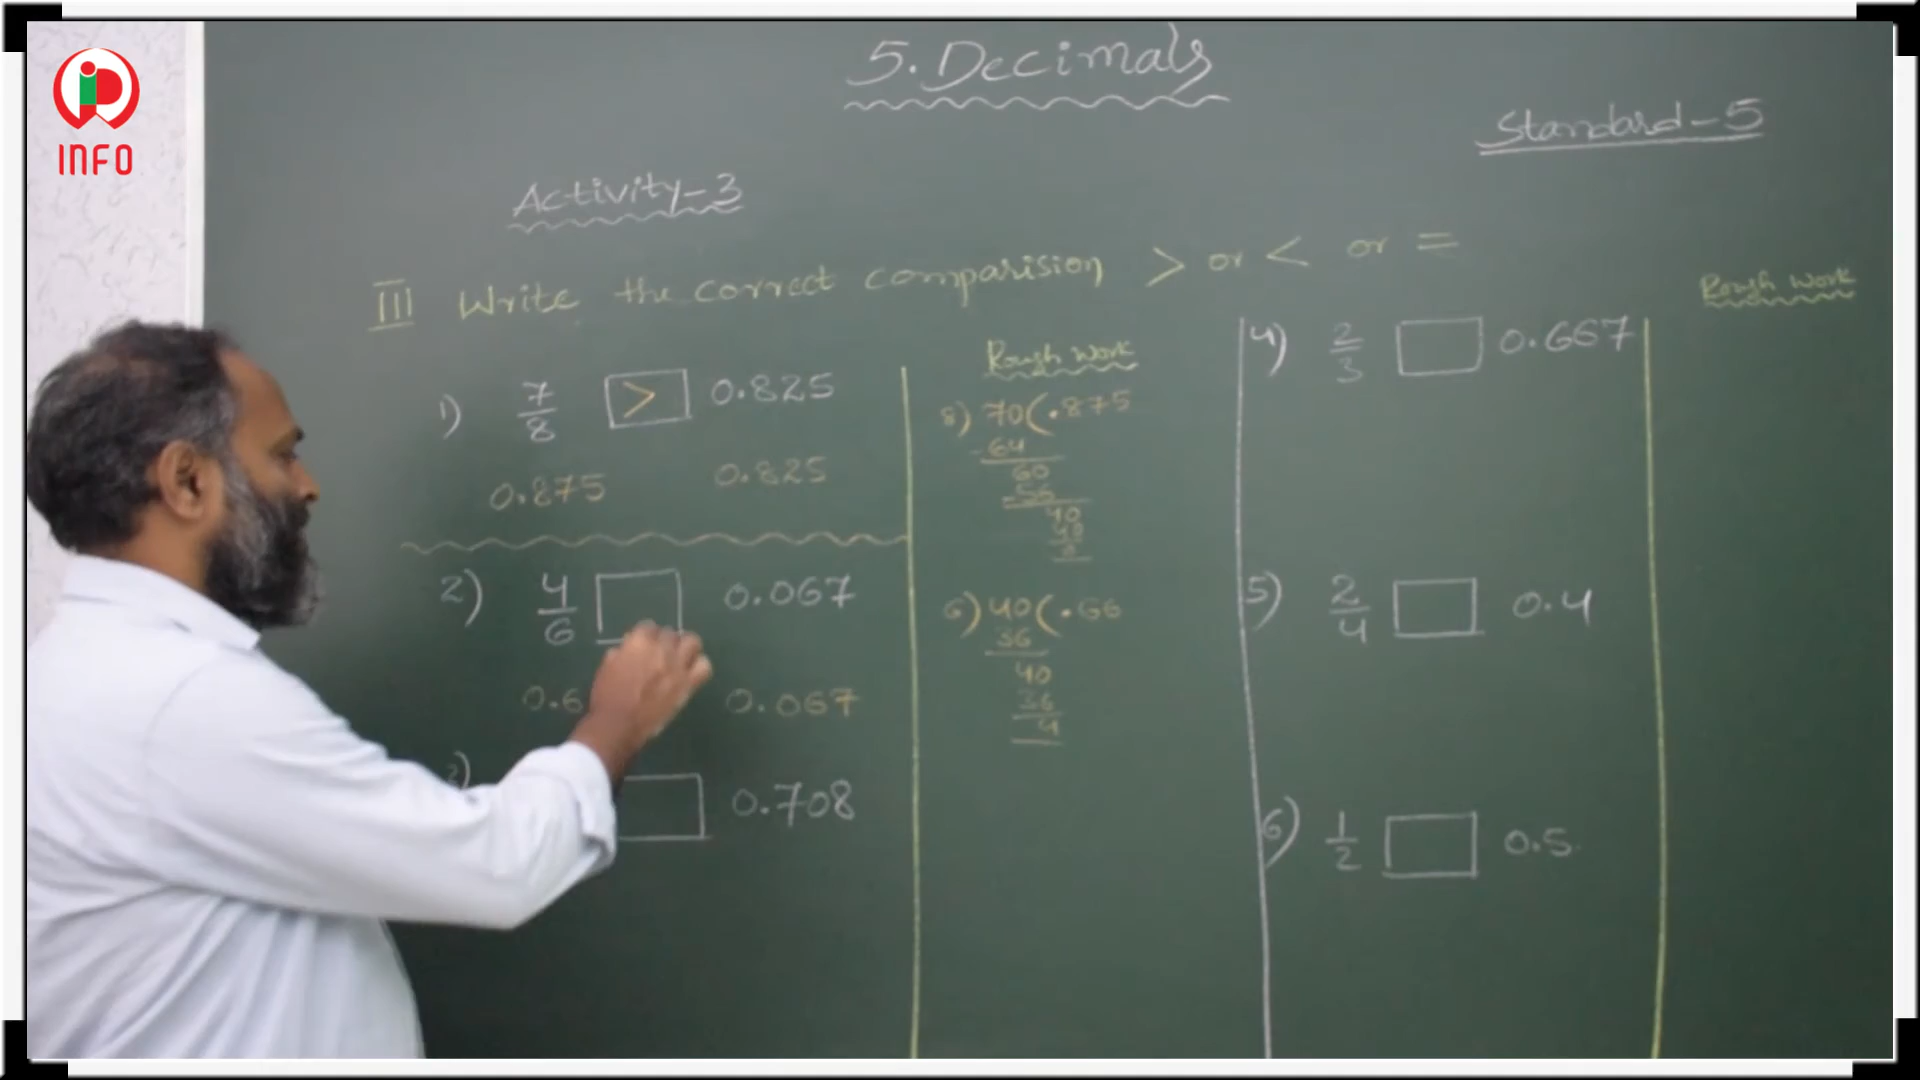 INFO
5. Decimals
Standard-5
Activity-3
III Write the correct comparision > or < or =
1) 7/8 > 0.825
0.875 0.825
2) 4/6 0.067
0.6 0.067
3) 0.708
Rough Work
8) 70 (.875
-64
60
-56
40
40
0
6) 40 (.66
36
40
36
4
4) 2/3 0.667
5) 2/4 0.4
6) 1/2 0.5
Rough Work